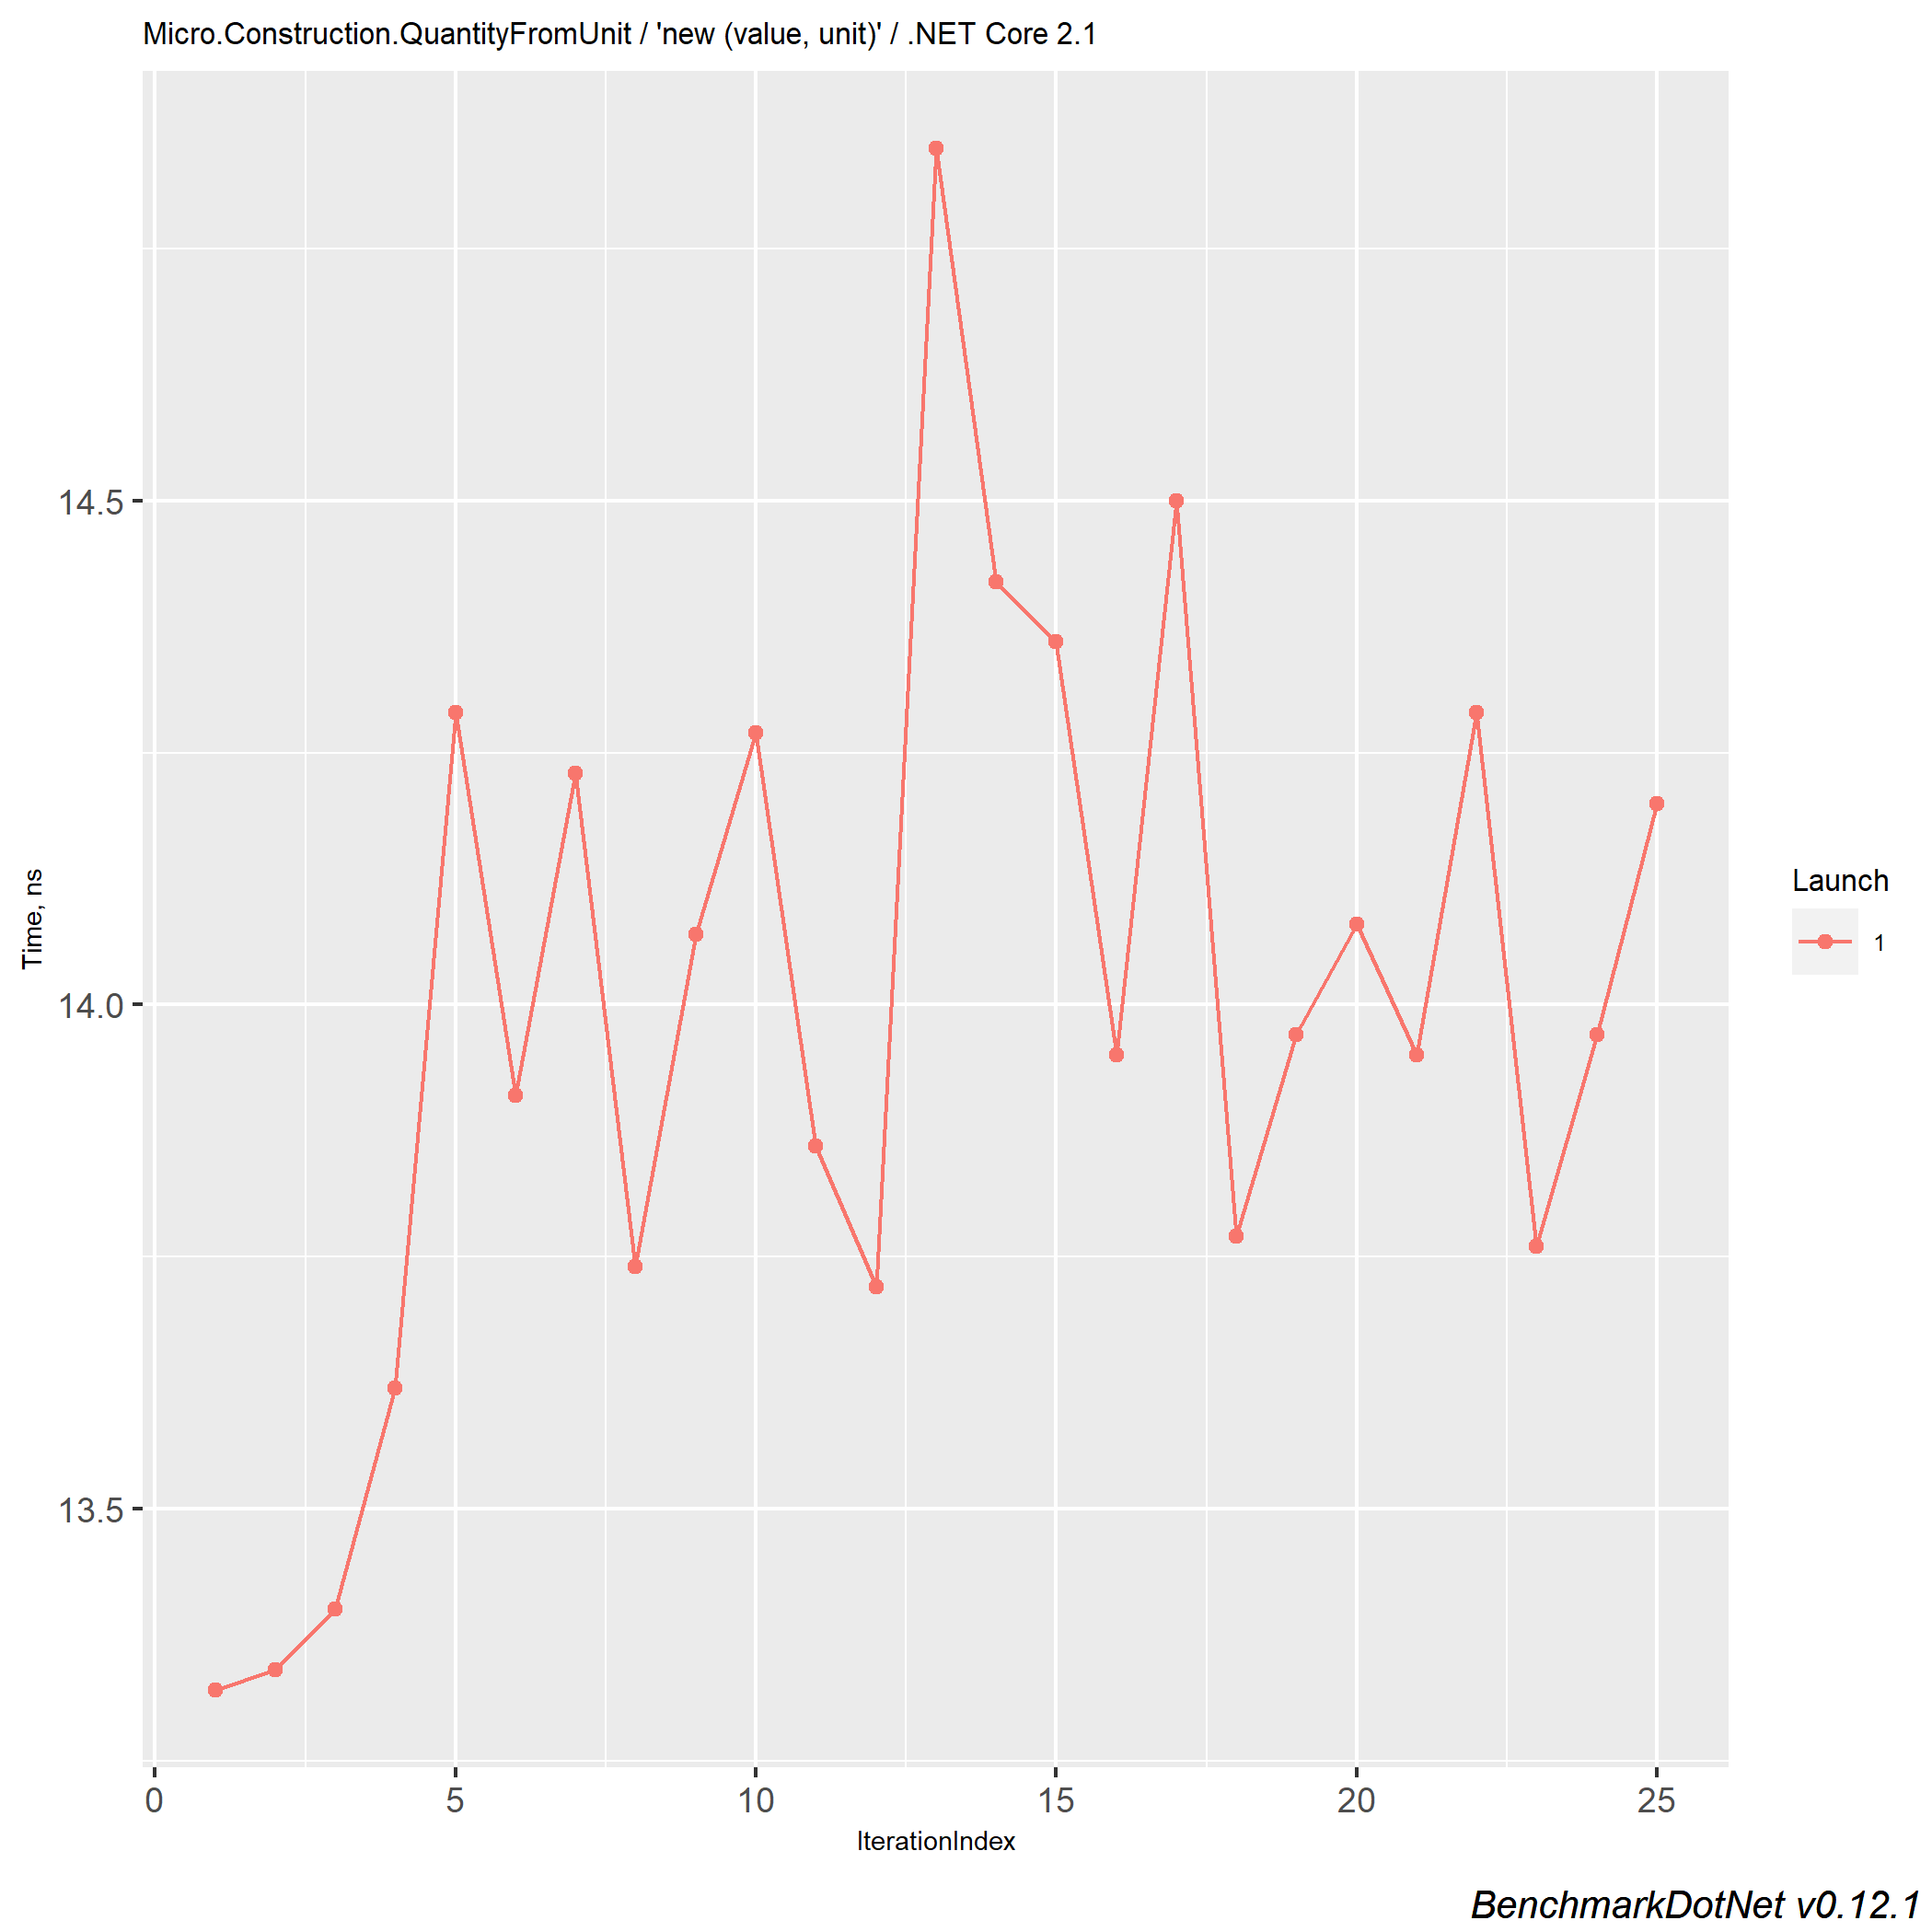 Micro.Construction.QuantityFromUnit / 'new (value, unit)' / .NET Core 2.1
Time, ns
14.5
14.0
13.5
0 5 10 15 20 25
IterationIndex
Launch
1
BenchmarkDotNet v0.12.1